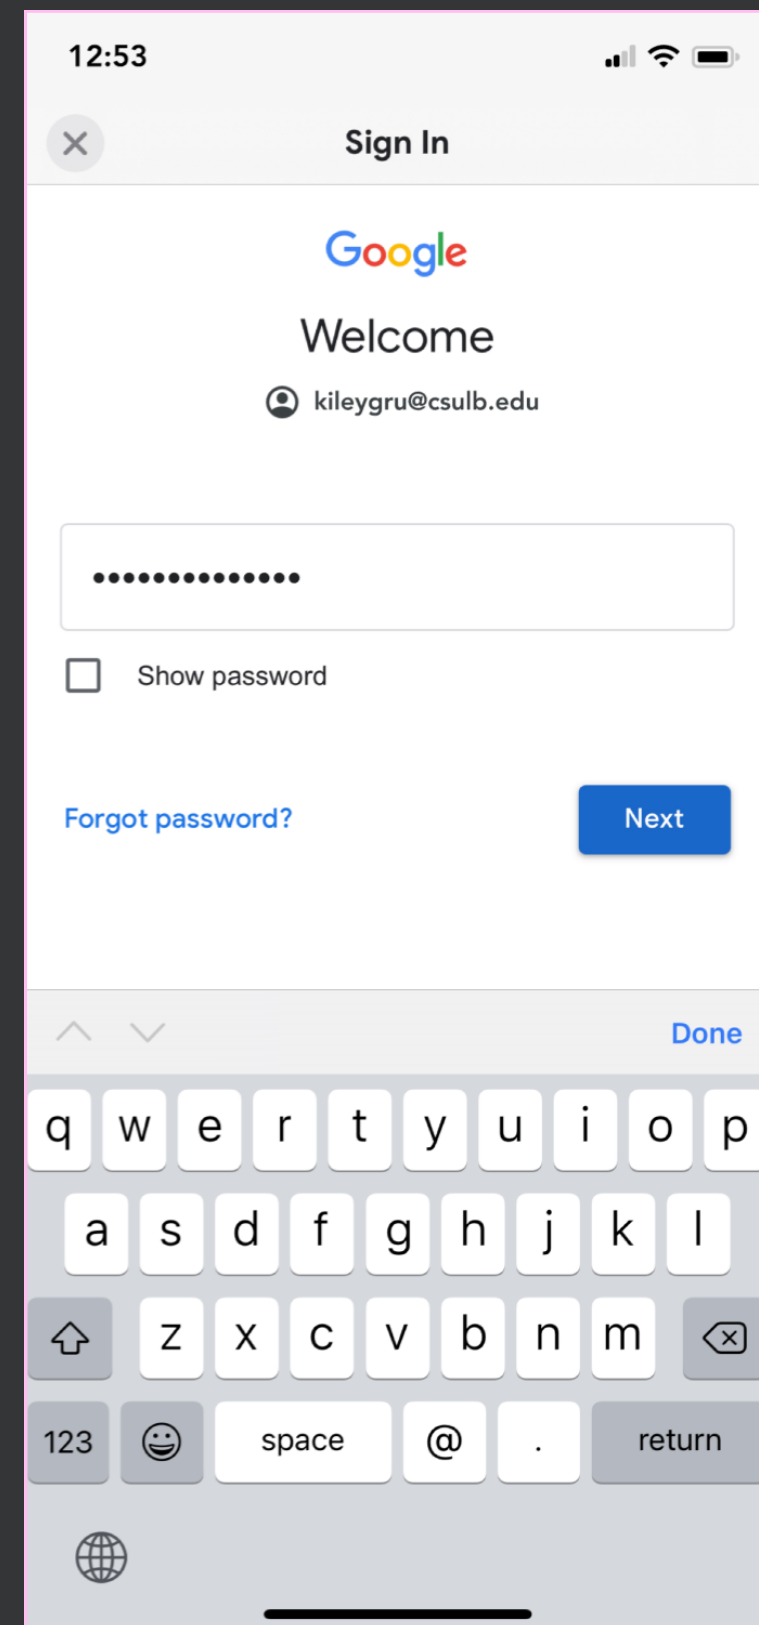 12:53
Sign In
Google
Welcome
kileygru@csulb.edu
••••••••••••••
Show password
Forgot password? Next
Done
q w e r t y u i o p
a s d f g h j k l
z x c v b n m
123 space @ . return